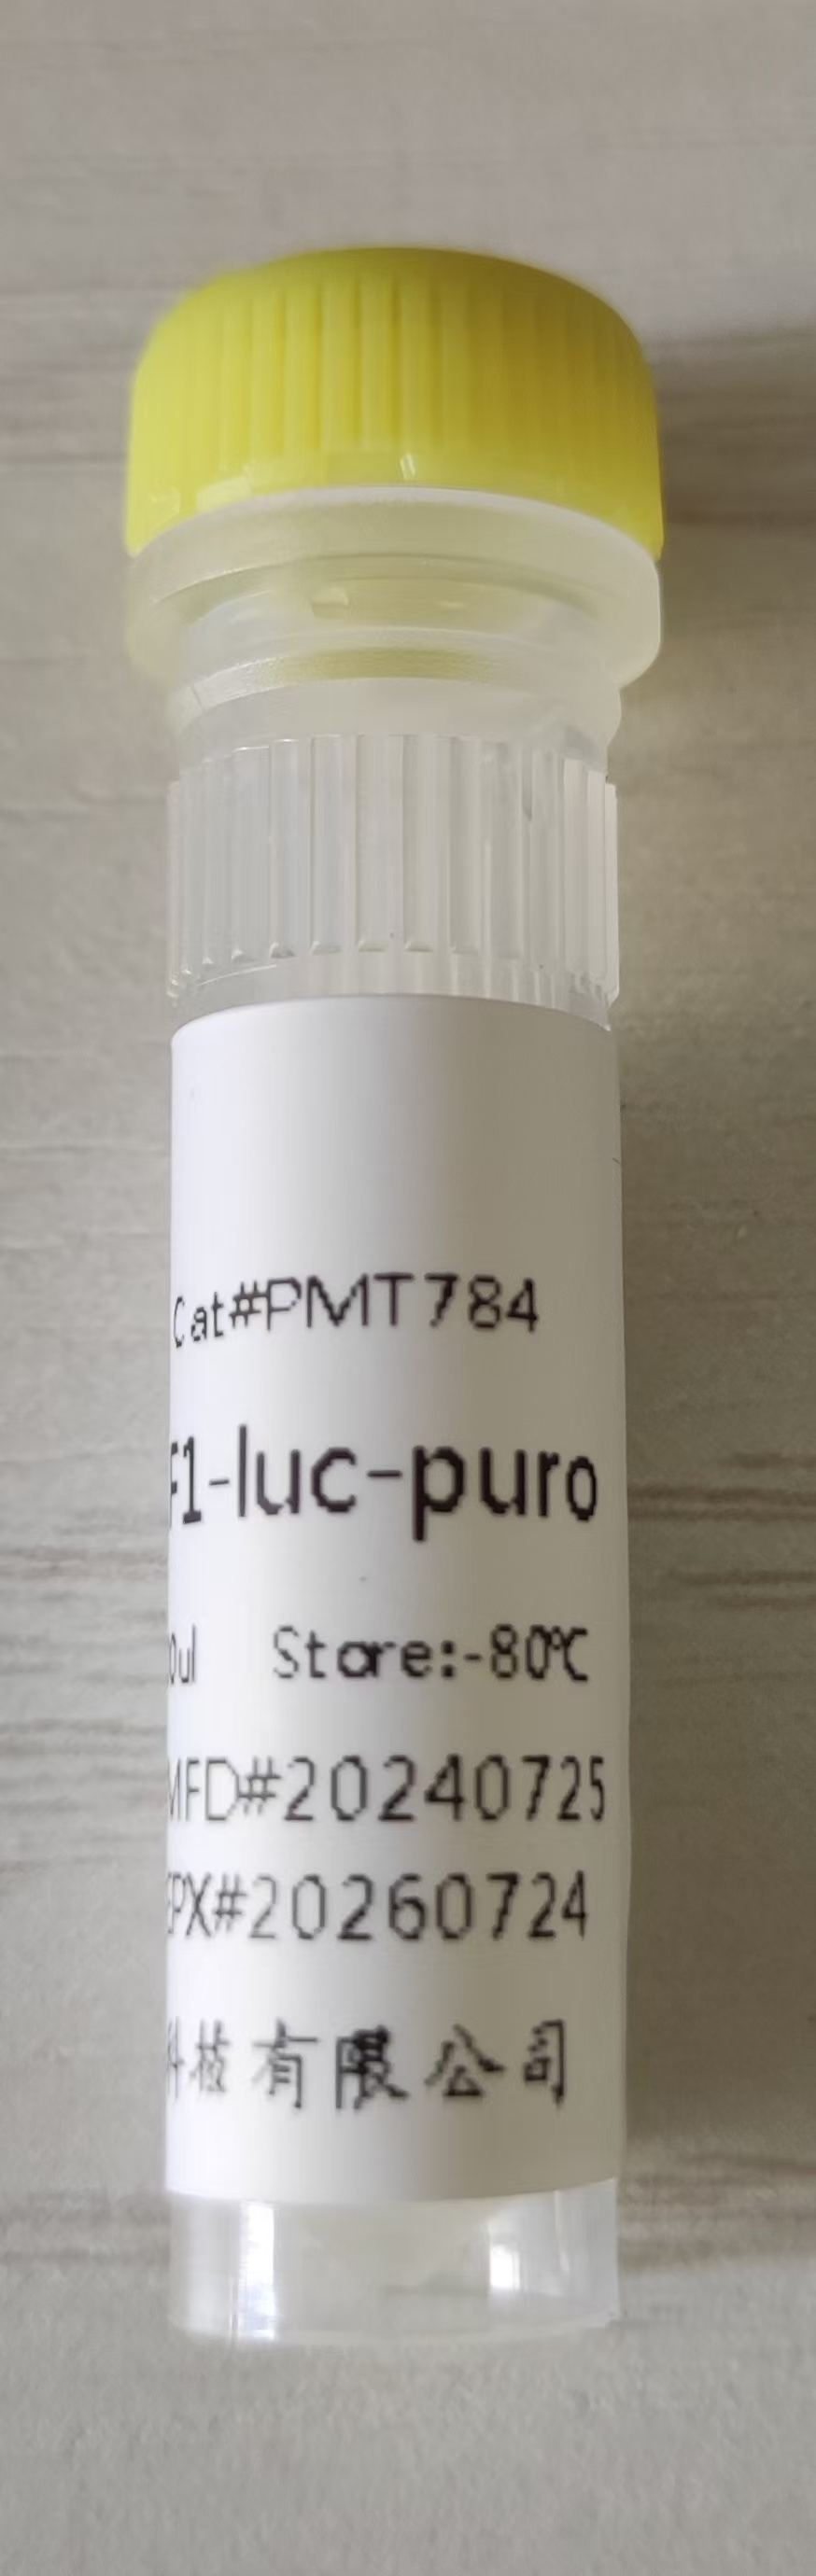 Cat#PMT784
F1-luc-puro
0ul Store:-80℃
MFD#20240725
EPX#20260724
科技有限公司